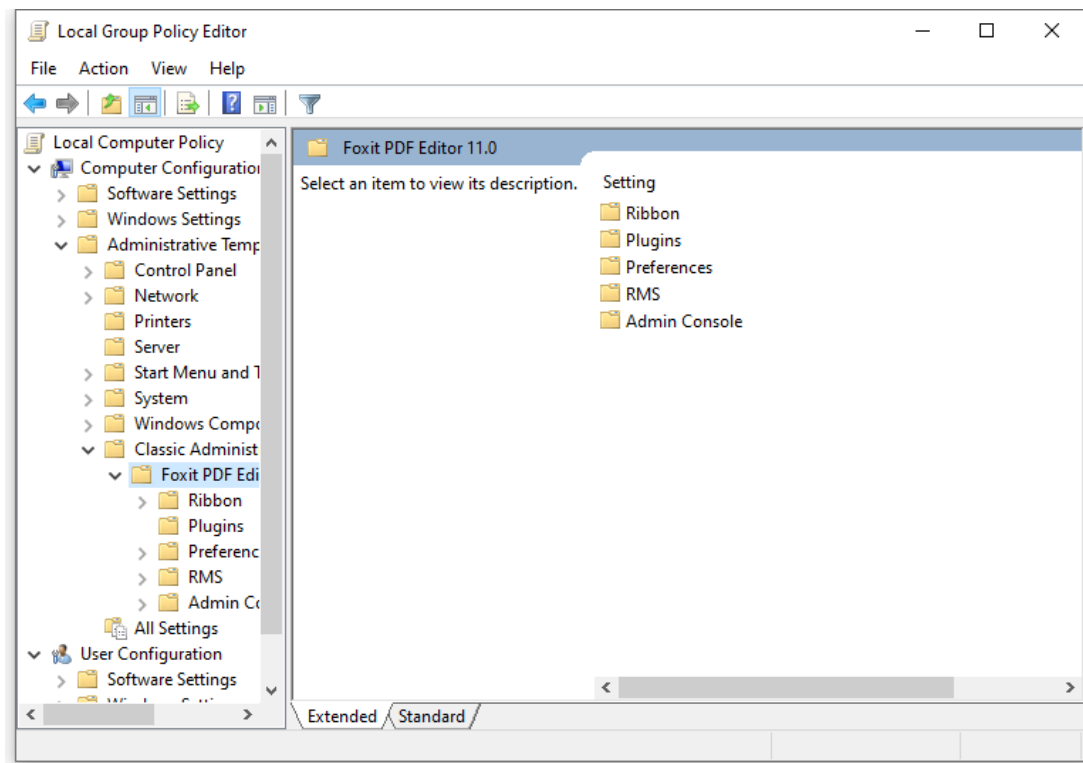 Local Group Policy Editor
File Action View Help
Local Computer Policy
Computer Configuration
Software Settings
Windows Settings
Administrative Temp
Control Panel
Network
Printers
Server
Start Menu and T
System
Windows Compo
Classic Administ
Foxit PDF Edi
Ribbon
Plugins
Preferenc
RMS
Admin Co
All Settings
User Configuration
Software Settings
Foxit PDF Editor 11.0
Select an item to view its description.
Setting
Ribbon
Plugins
Preferences
RMS
Admin Console
Extended Standard